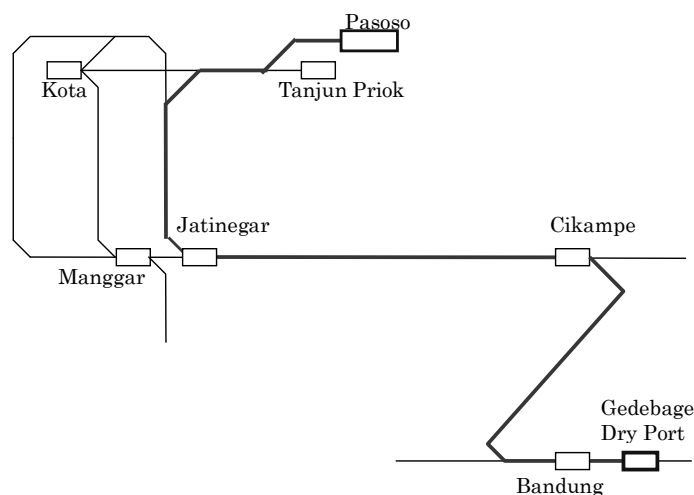 Pasoso
Kota
Tanjun Priok
Jatinegar
Cikampe
Manggar
Gedebage
Dry Port
Bandung